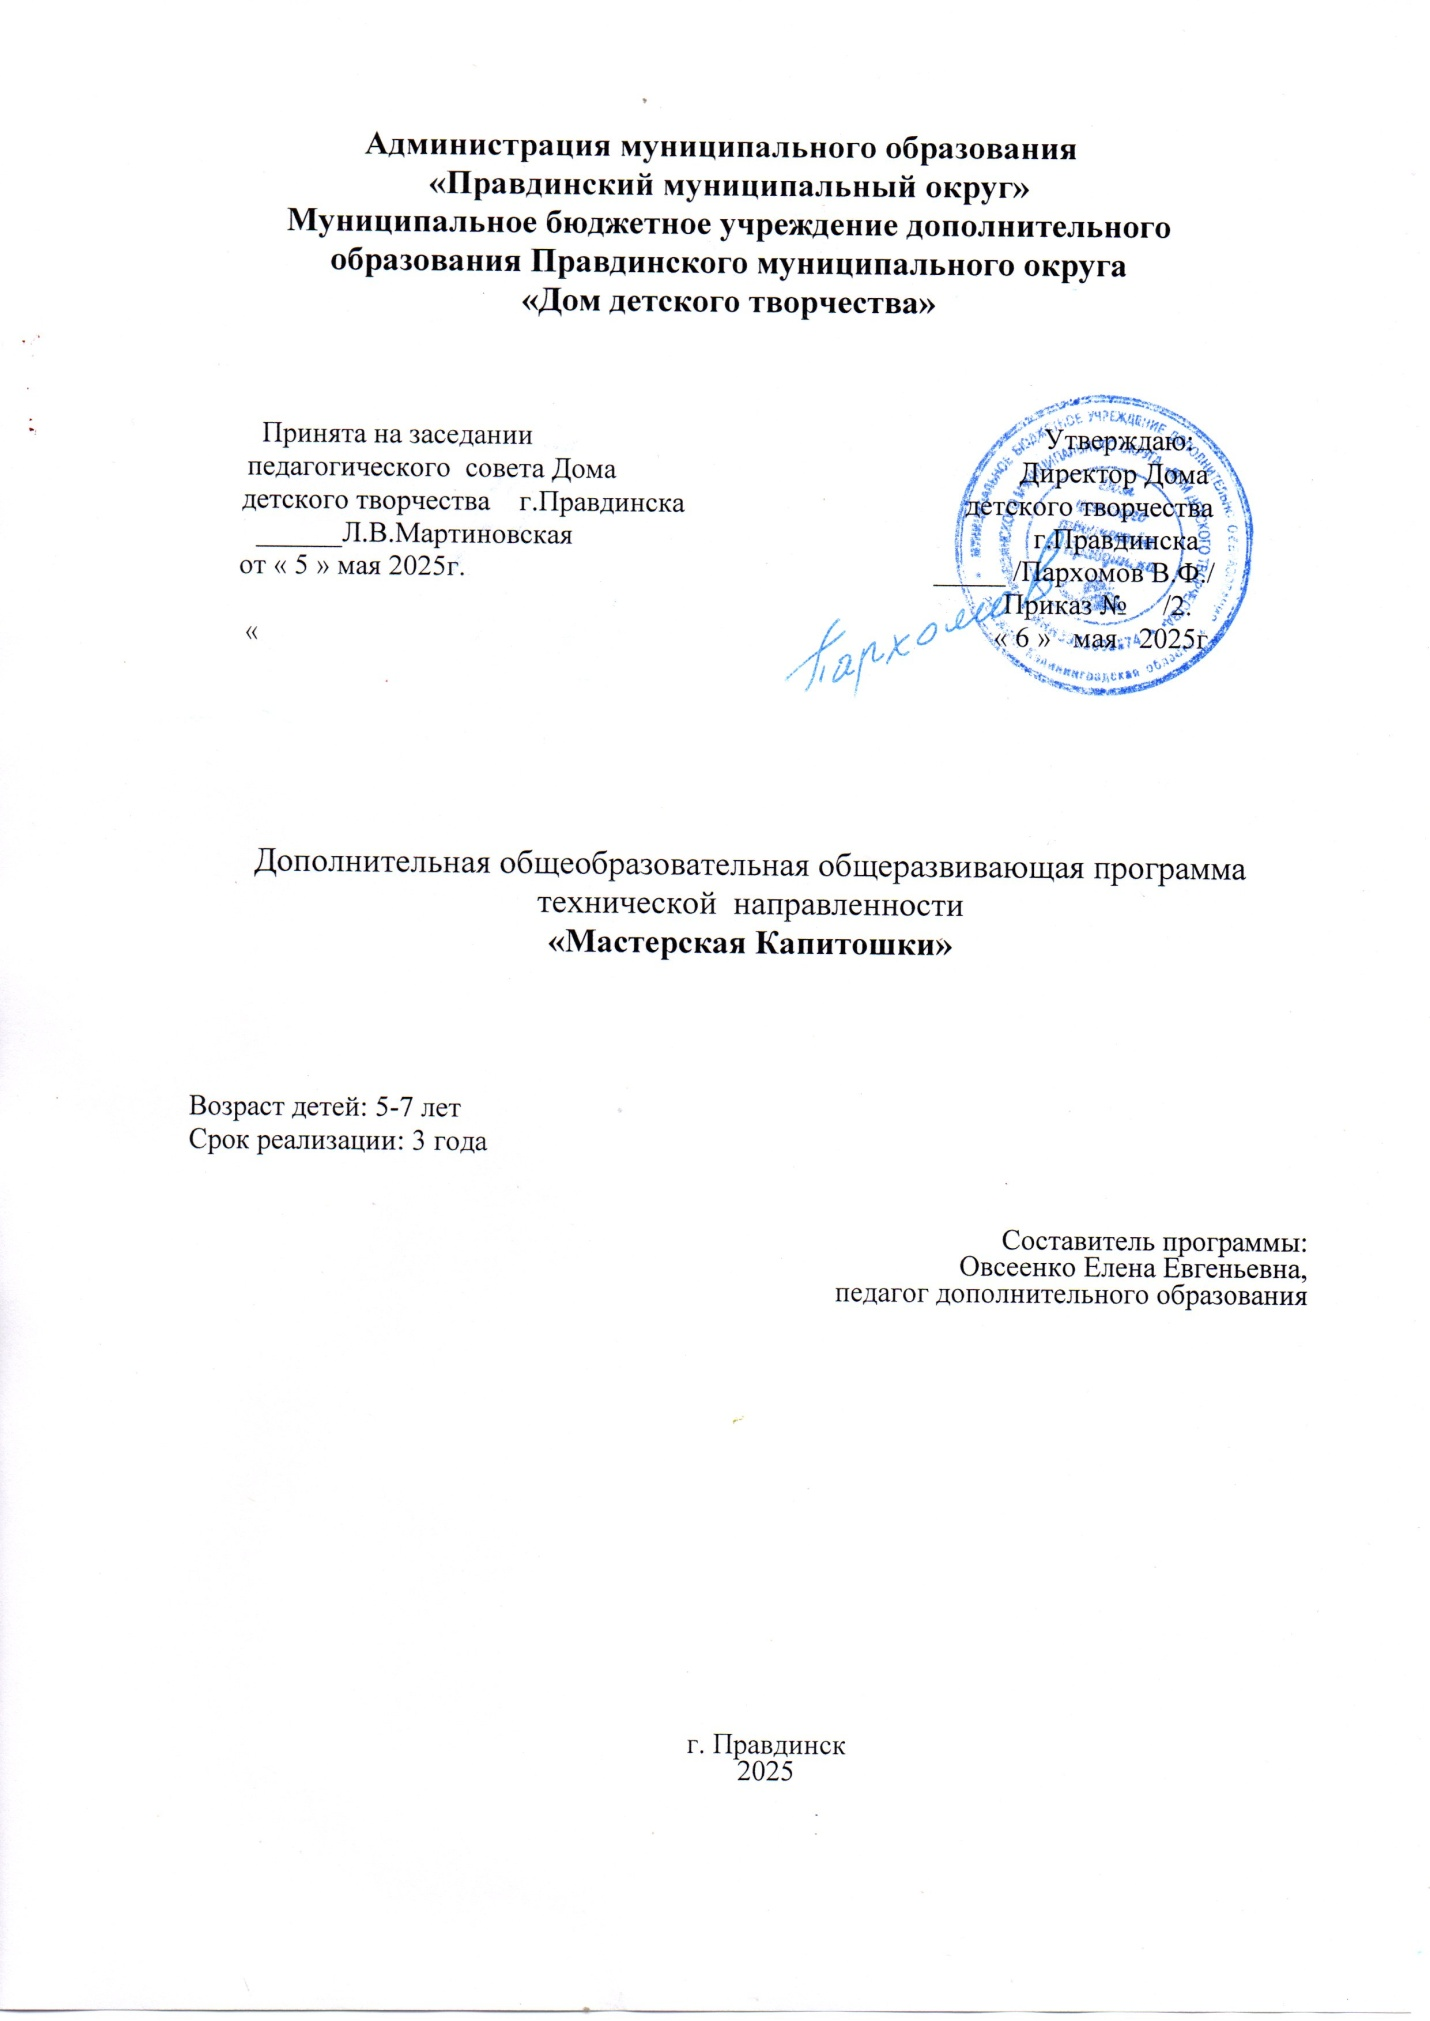 Администрация муниципального образования
«Правдинский муниципальный округ»
Муниципальное бюджетное учреждение дополнительного
образования Правдинского муниципального округа
«Дом детского творчества»
Принята на заседании
педагогического совета Дома
детского творчества г.Правдинска
______Л.В.Мартиновская
от « 5 » мая 2025г.
«
Утверждаю:
Директор Дома
детского творчества
г.Правдинска
_____ /Пархомов В.Ф./
Приказ № /2.
« 6 » мая 2025г
Пархомов
Дополнительная общеобразовательная общеразвивающая программа
технической направленности
«Мастерская Капитошки»
Возраст детей: 5-7 лет
Срок реализации: 3 года
Составитель программы:
Овсеенко Елена Евгеньевна,
педагог дополнительного образования
г. Правдинск
2025